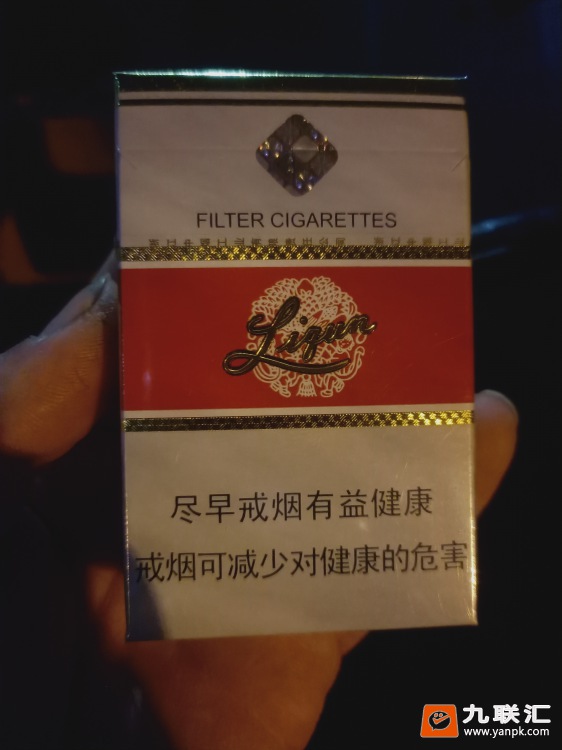 FILTER CIGARETTES
Liqun
尽早戒烟有益健康
戒烟可减少对健康的危害
九联汇
www.yanpk.com